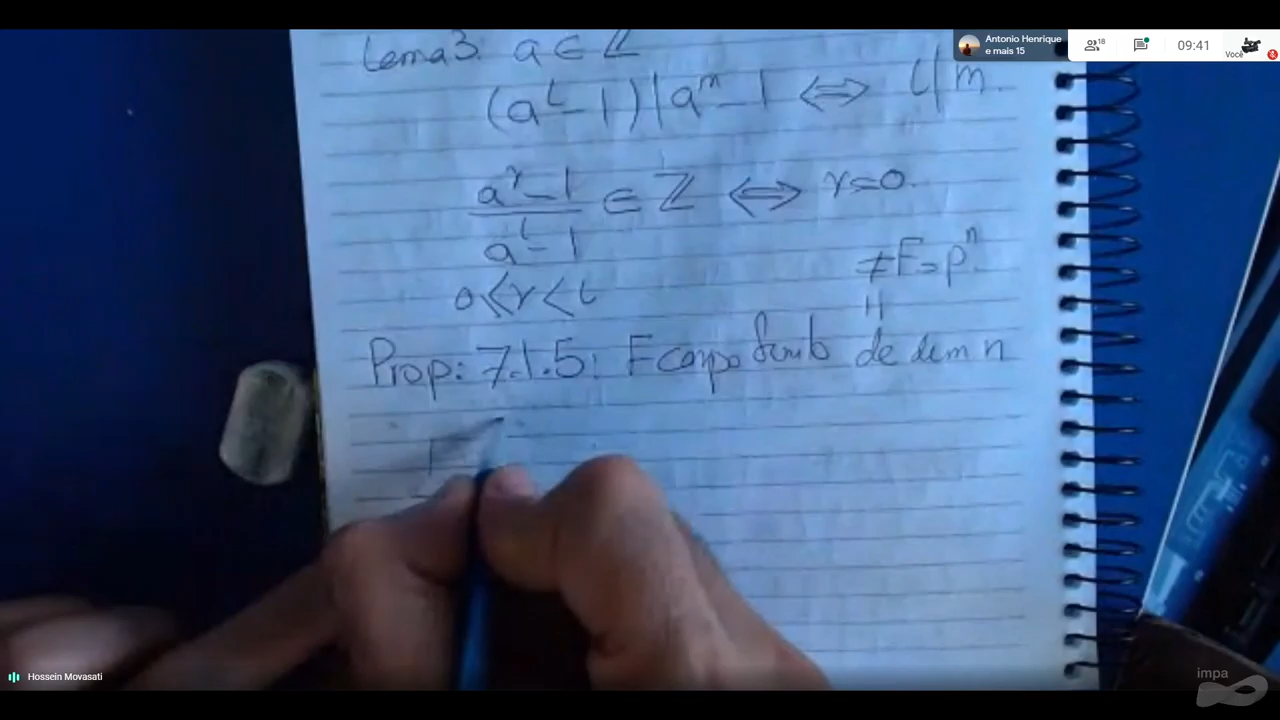 Lema 3. a ∈ ℤ
(a^l - 1) | a^m - 1 ⟺ l | m.
a^r - 1 / a^l - 1 ∈ ℤ ⟺ r = 0.
0 ≤ r < l
≠ F = p^n.
Prop: 7.1.5: F corpo finito de dim n
Antonio Henrique
e mais 15
18
09:41
Você
Hossein Movasati
impa